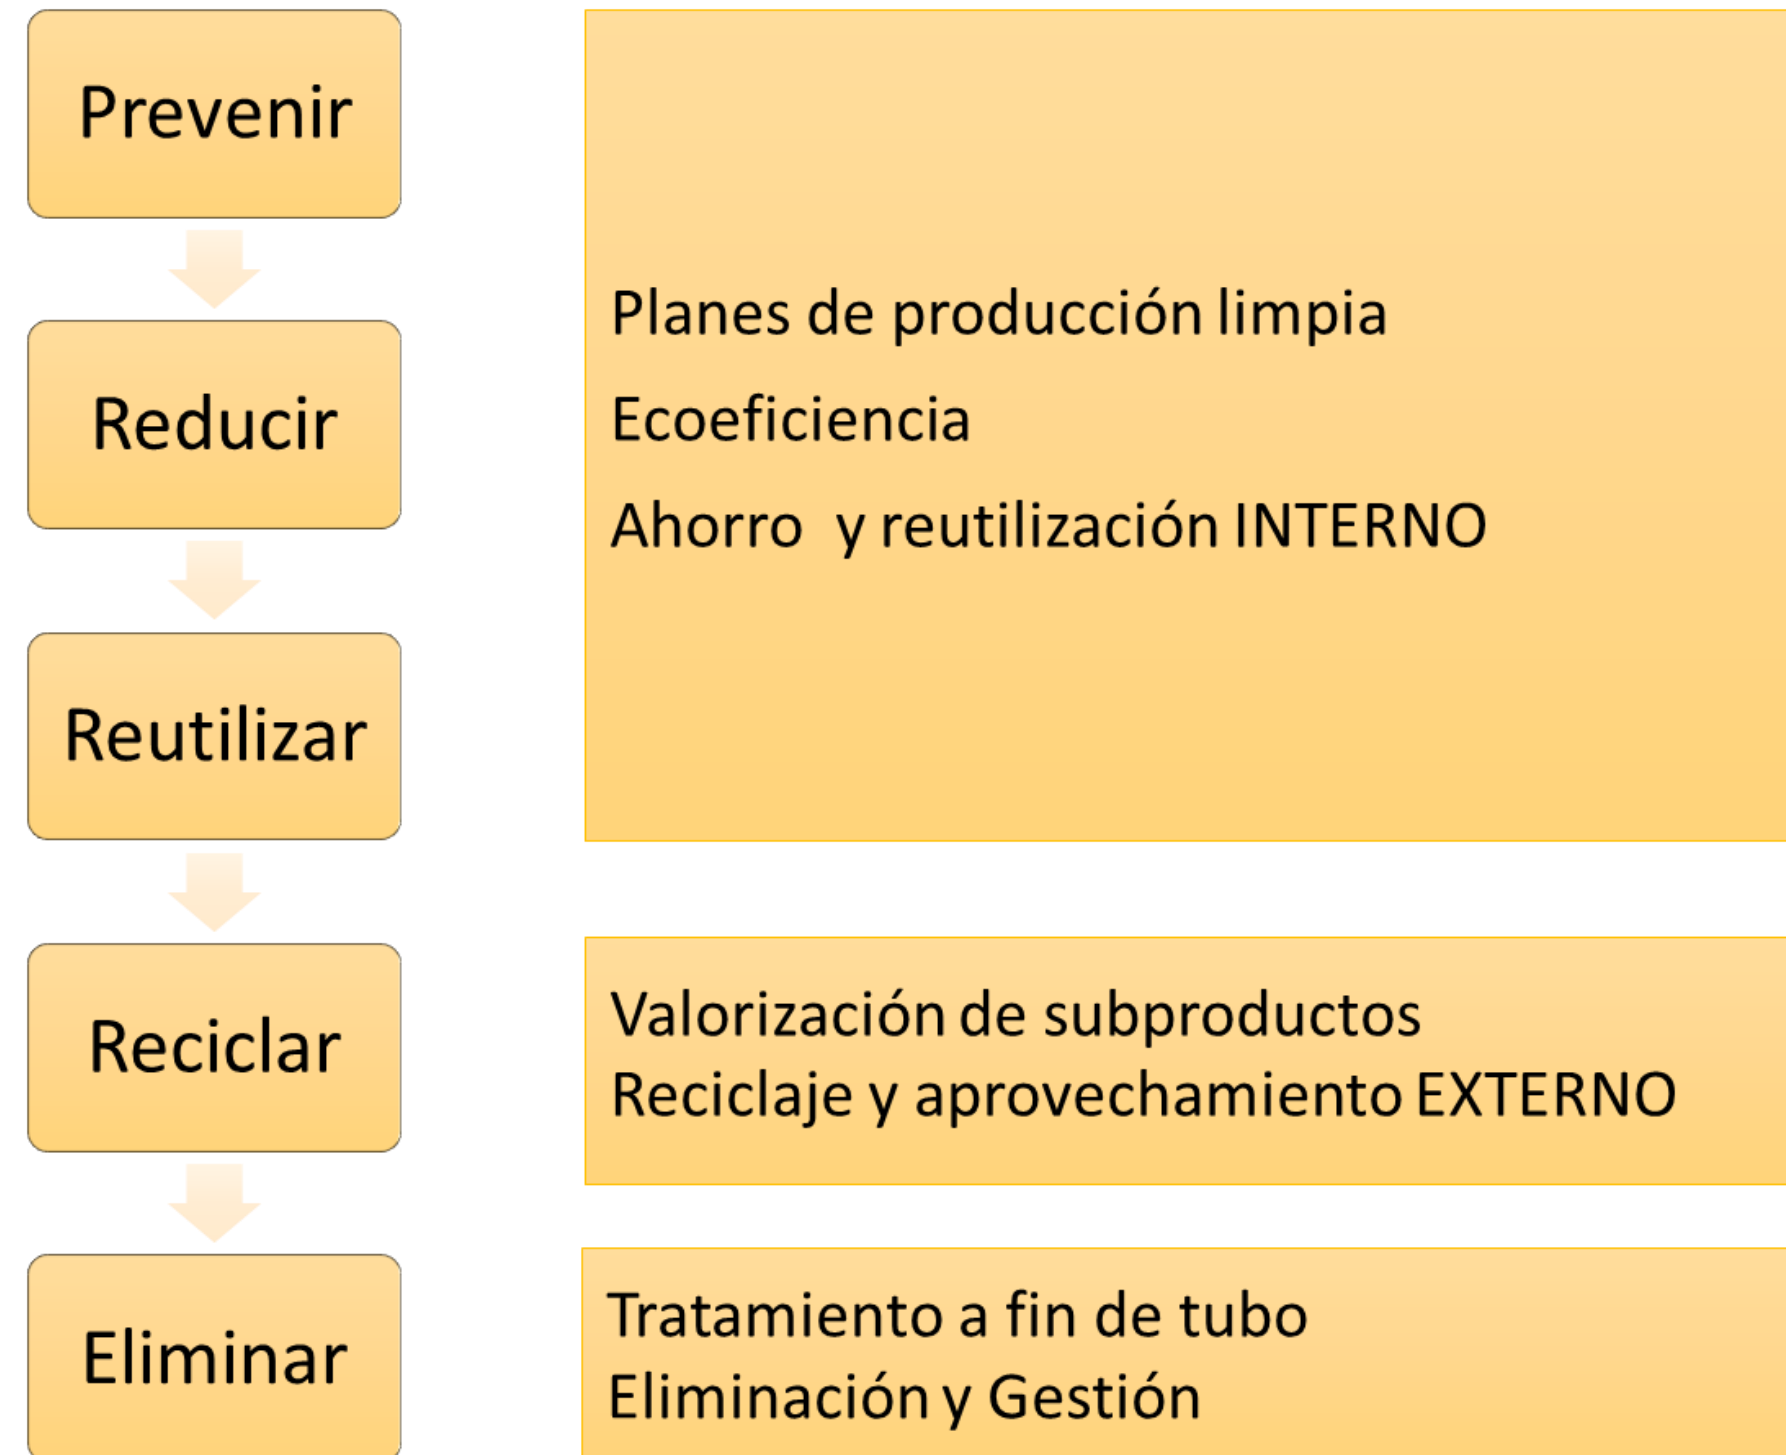 Prevenir
Reducir
Reutilizar
Reciclar
Eliminar
Planes de producción limpia
Ecoeficiencia
Ahorro  y reutilización INTERNO
Valorización de subproductos
Reciclaje y aprovechamiento EXTERNO
Tratamiento a fin de tubo
Eliminación y Gestión